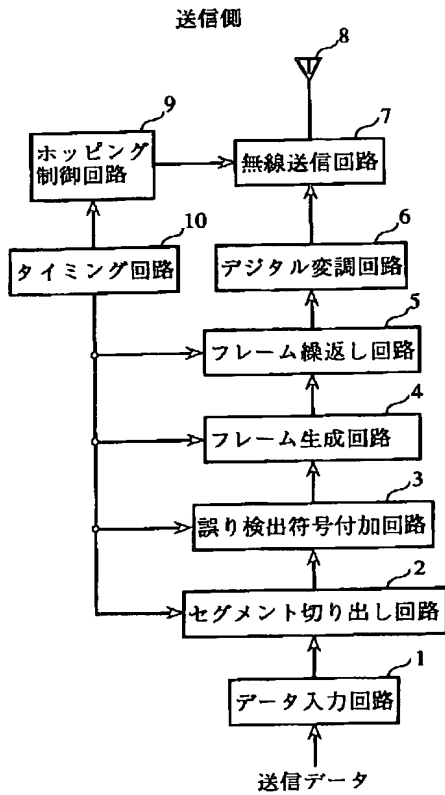 送信側
8
9
7
ホッピング
制御回路
無線送信回路
10
6
タイミング回路
デジタル変調回路
5
フレーム繰返し回路
4
フレーム生成回路
3
誤り検出符号付加回路
2
セグメント切り出し回路
1
データ入力回路
送信データ